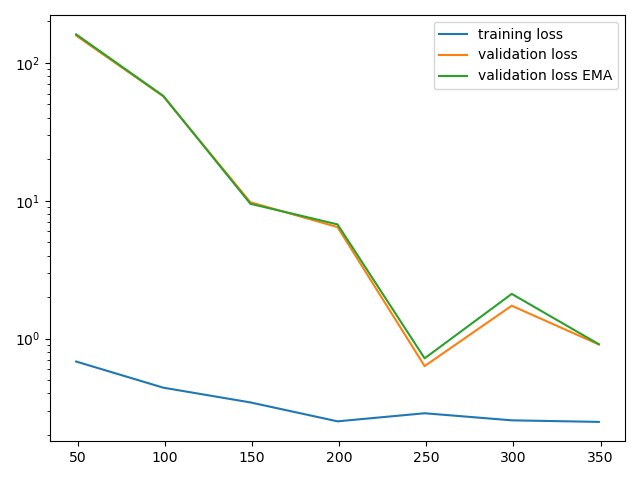 training loss
validation loss
validation loss EMA
10²
10¹
10⁰
50 100 150 200 250 300 350